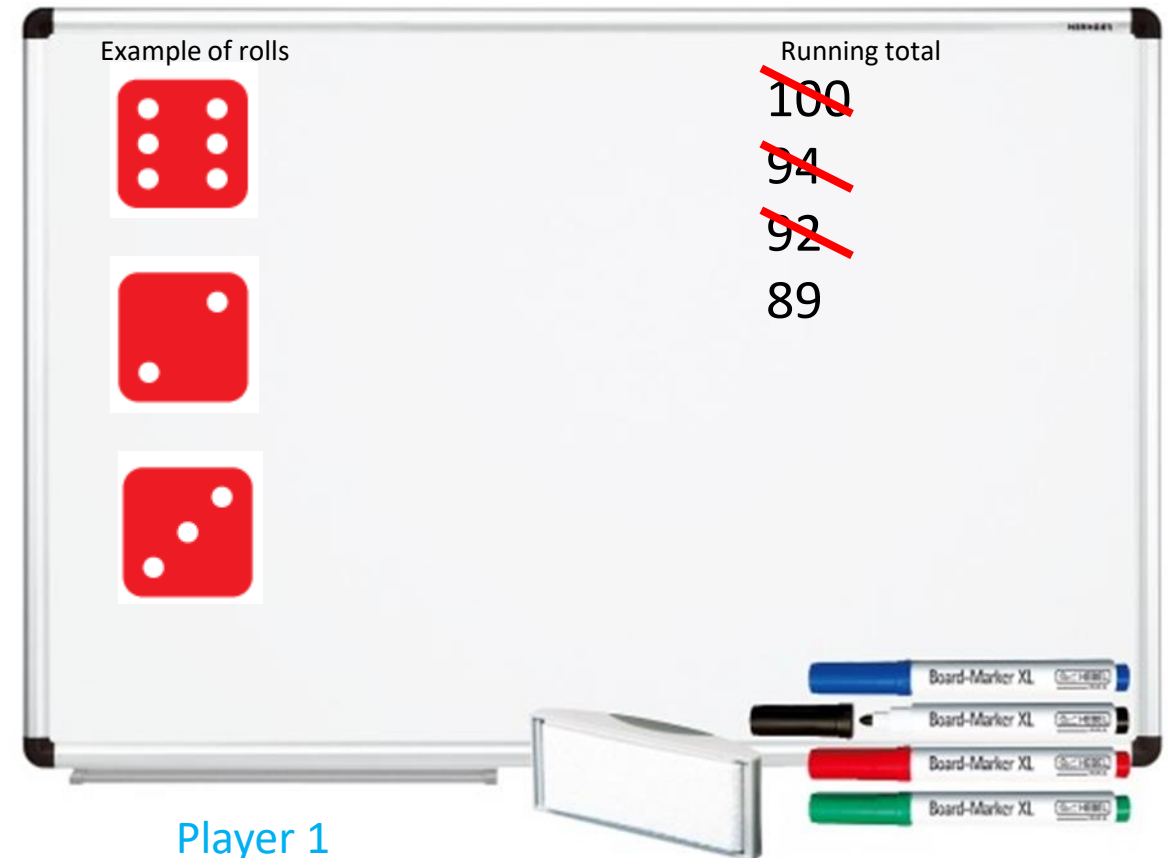 Example of rolls
Running total
100
94
92
89
Board-Marker XL
Board-Marker XL
Board-Marker XL
Board-Marker XL
Player 1